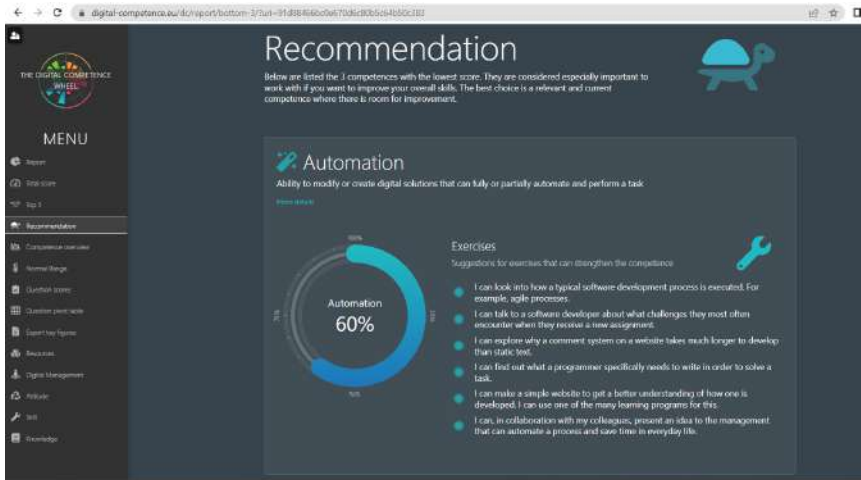 digital-competence.eu/dc/report/bottom-3/?uri=
THE DIGITAL COMPETENCE
WHEEL
MENU
Report
Total score
Top 3
Recommendation
Competence overview
Normal Range
Question scores
Question point table
Export key figures
Resources
Digital Management
Attitude
Skill
Knowledge
Recommendation
Below are listed the 3 competences with the lowest score. They are considered especially important to
work with if you want to improve your overall skills. The best choice is a relevant and current
competence where there is room for improvement.
Automation
Ability to modify or create digital solutions that can fully or partially automate and perform a task
More details
100%
75%
Automation
60%
50%
Exercises
Suggestions for exercises that can strengthen the competence
I can look into how a typical software development process is executed. For
example, agile processes.
I can talk to a software developer about what challenges they most often
encounter when they receive a new assignment.
I can explore why a comment system on a website takes much longer to develop
than static text.
I can find out what a programmer specifically needs to write in order to solve a
task.
I can make a simple website to get a better understanding of how one is
developed. I can use one of the many learning programs for this.
I can, in collaboration with my colleagues, present an idea to the management
that can automate a process and save time in everyday life.